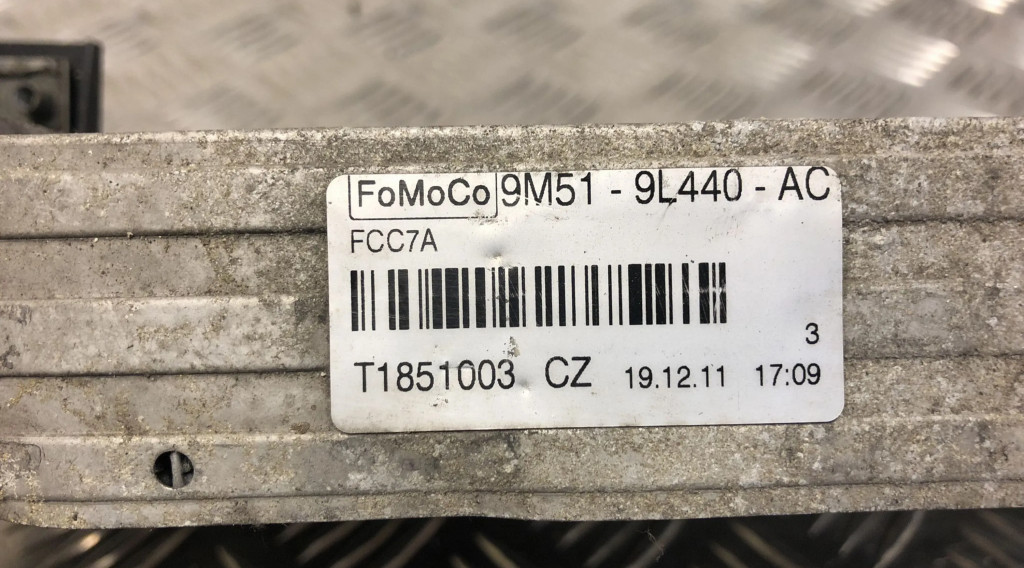 FoMoCo 9M51 - 9L440 - AC
FCC7A
3
T1851003 CZ 19.12.11 17:09